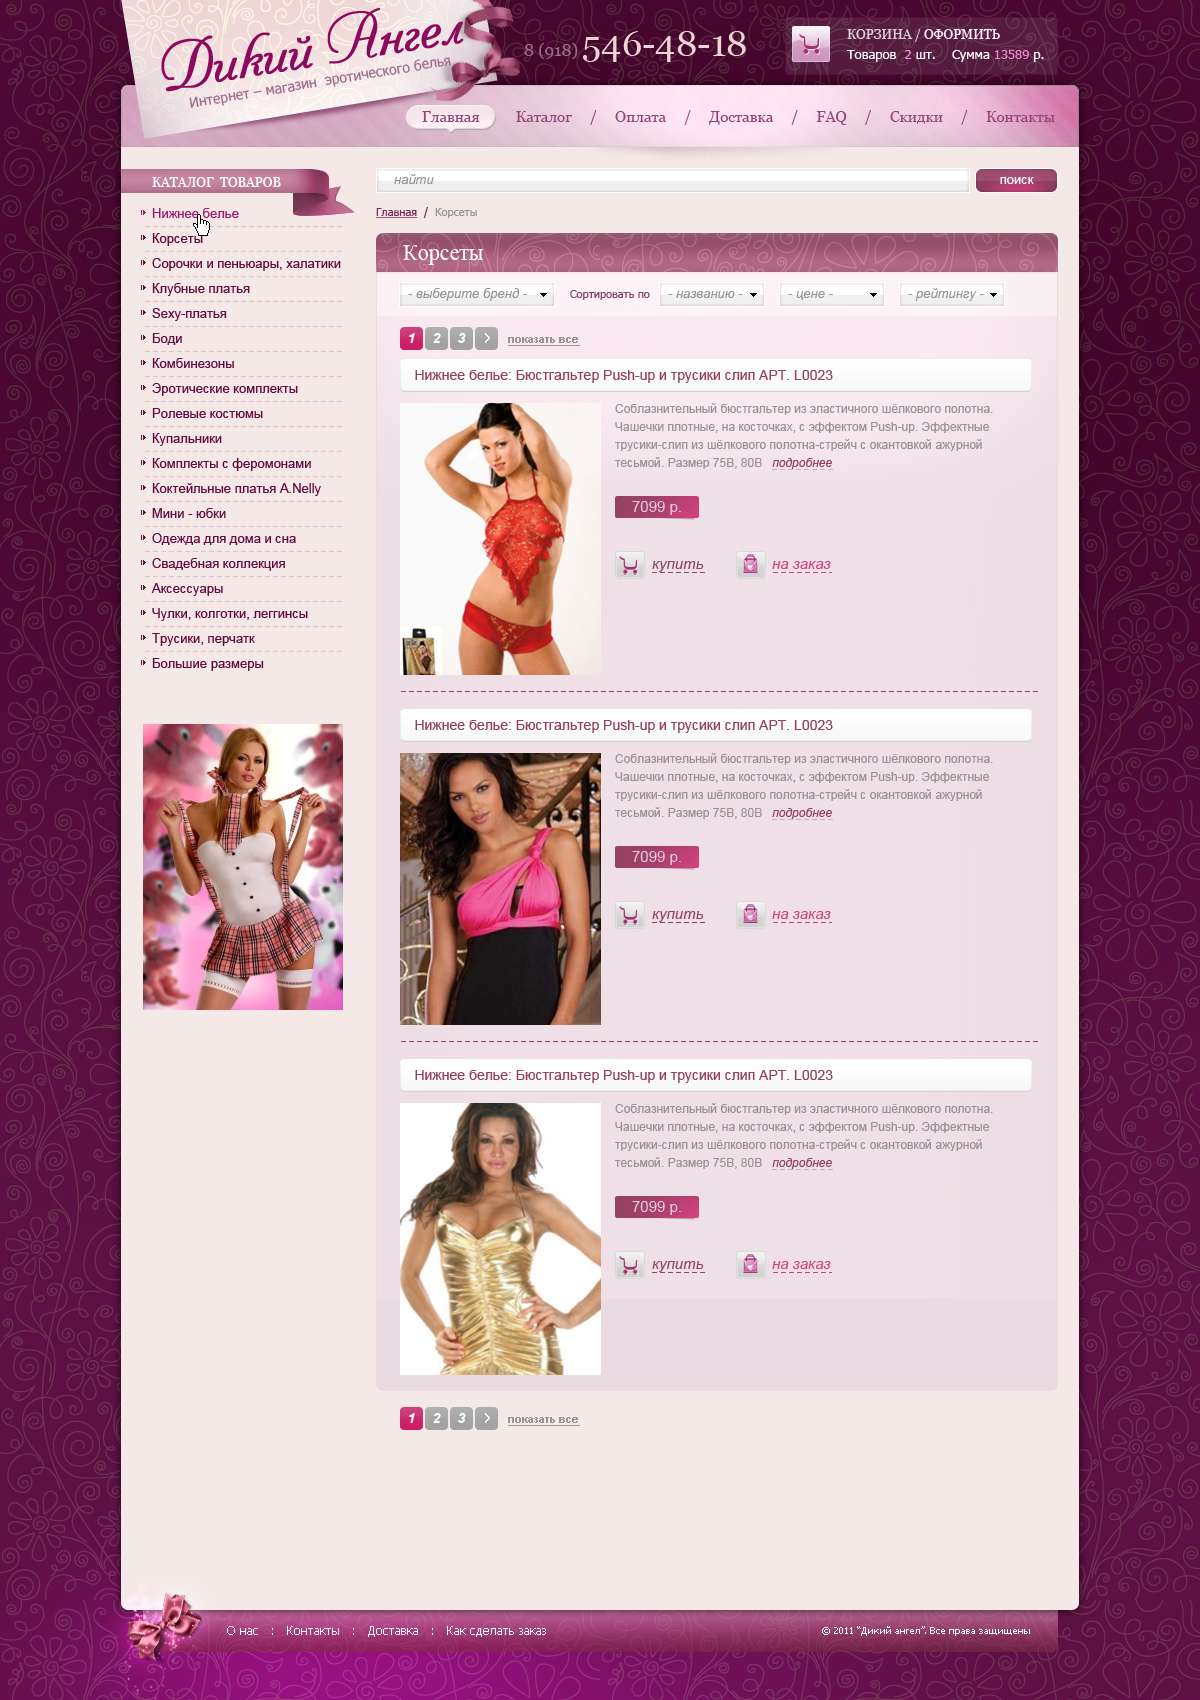 Дикий Ангел
Интернет – магазин эротического белья
8 (918) 546-48-18
КОРЗИНА / ОФОРМИТЬ
Товаров 2 шт. Сумма 13589 р.
Главная Каталог / Оплата / Доставка / FAQ / Скидки / Контакты
КАТАЛОГ ТОВАРОВ
Нижнее белье
Корсеты
Сорочки и пеньюары, халатики
Клубные платья
Sexy-платья
Боди
Комбинезоны
Эротические комплекты
Ролевые костюмы
Купальники
Комплекты с феромонами
Коктейльные платья A.Nelly
Мини - юбки
Одежда для дома и сна
Свадебная коллекция
Аксессуары
Чулки, колготки, леггинсы
Трусики, перчатк
Большие размеры
найти
ПОИСК
Главная / Корсеты
Корсеты
- выберите бренд - Сортировать по - названию - - цене - - рейтингу -
1 2 3 показать все
Нижнее белье: Бюстгальтер Push-up и трусики слип АРТ. L0023
Соблазнительный бюстгальтер из эластичного шёлкового полотна.
Чашечки плотные, на косточках, с эффектом Push-up. Эффектные
трусики-слип из шёлкового полотна-стрейч с окантовкой ажурной
тесьмой. Размер 75В, 80В подробнее
7099 р.
купить на заказ
Нижнее белье: Бюстгальтер Push-up и трусики слип АРТ. L0023
Соблазнительный бюстгальтер из эластичного шёлкового полотна.
Чашечки плотные, на косточках, с эффектом Push-up. Эффектные
трусики-слип из шёлкового полотна-стрейч с окантовкой ажурной
тесьмой. Размер 75В, 80В подробнее
7099 р.
купить на заказ
Нижнее белье: Бюстгальтер Push-up и трусики слип АРТ. L0023
Соблазнительный бюстгальтер из эластичного шёлкового полотна.
Чашечки плотные, на косточках, с эффектом Push-up. Эффектные
трусики-слип из шёлкового полотна-стрейч с окантовкой ажурной
тесьмой. Размер 75В, 80В подробнее
7099 р.
купить на заказ
1 2 3 показать все
О нас : Контакты : Доставка : Как сделать заказ
© 2011 "Дикий ангел". Все права защищены